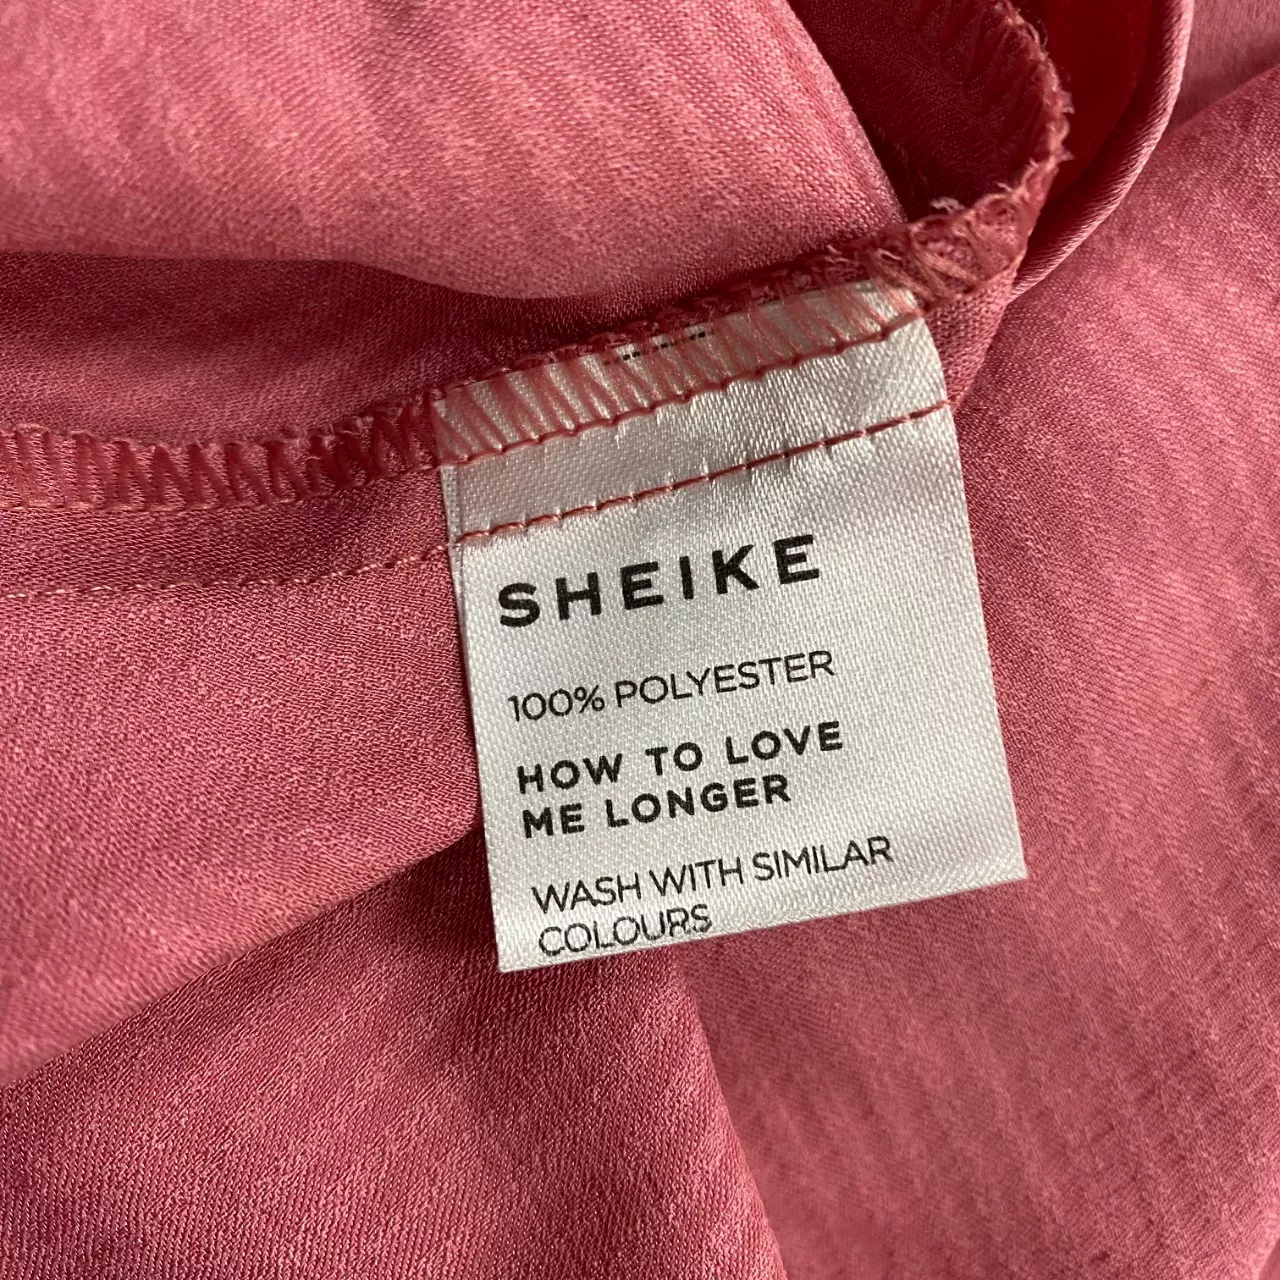 SHEIKE
100% POLYESTER
HOW TO LOVE
ME LONGER
WASH WITH SIMILAR
COLOURS